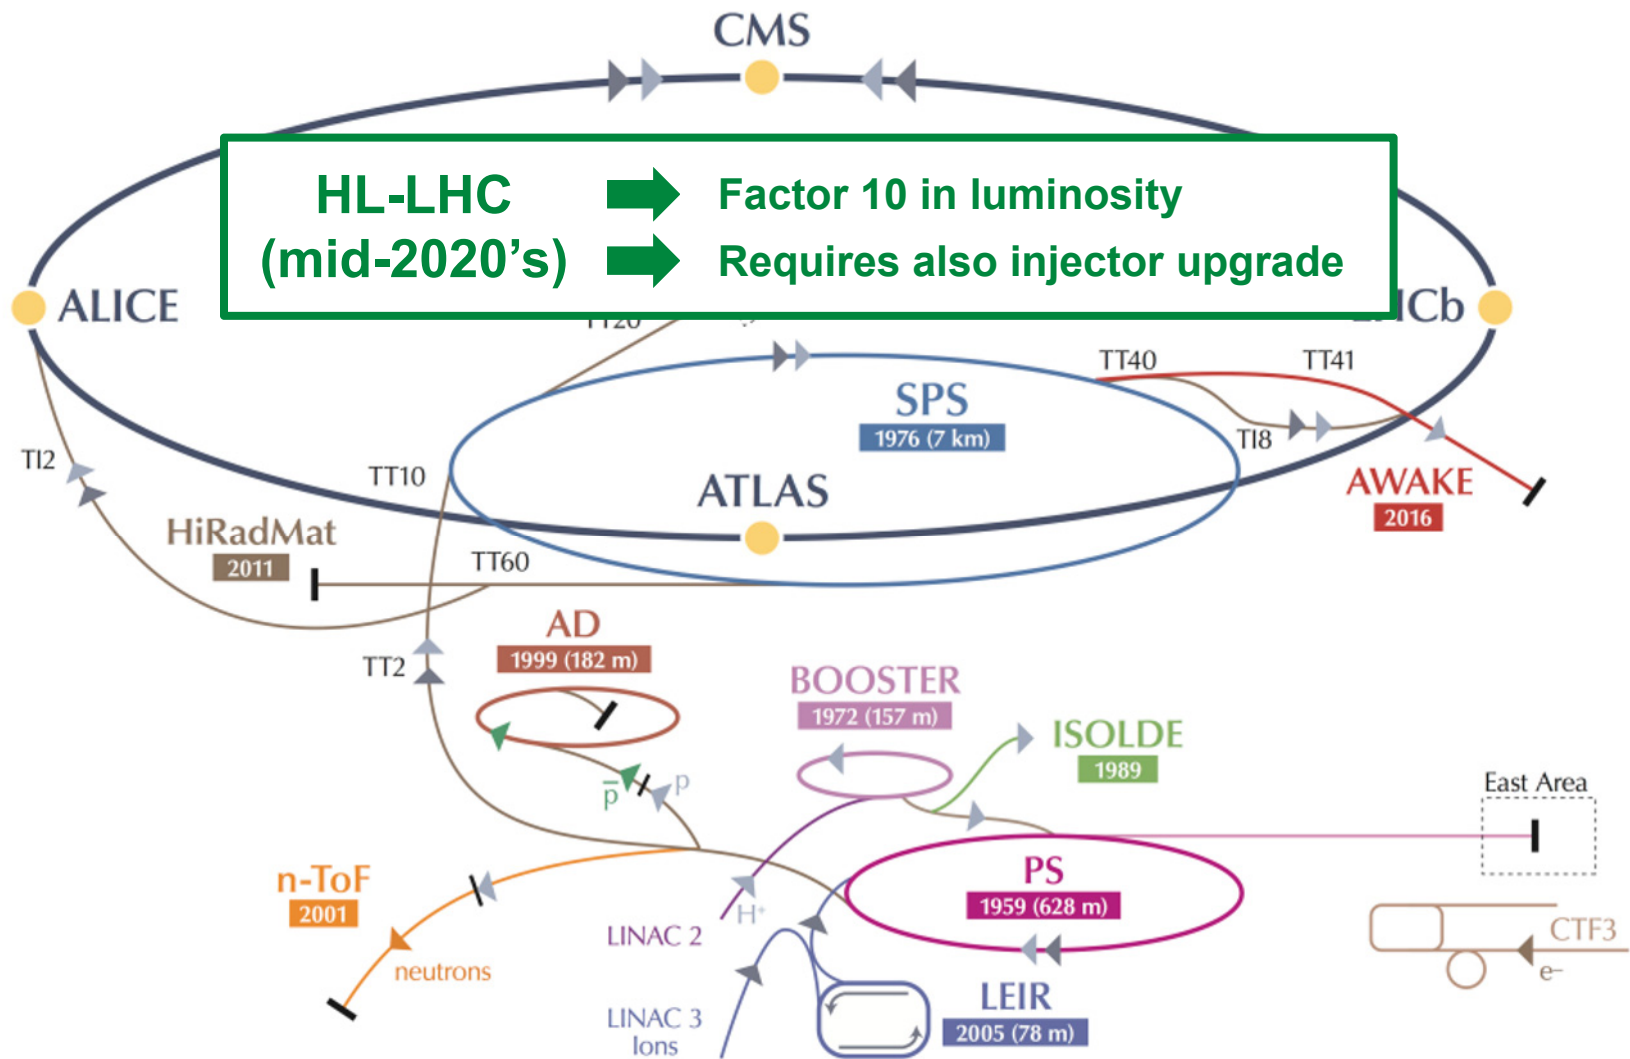 CMS
HL-LHC
(mid-2020's)
Factor 10 in luminosity
Requires also injector upgrade
ALICE
TT20
TT40
TT41
SPS
1976 (7 km)
TI8
TI2
TT10
ATLAS
AWAKE
2016
HiRadMat
2011
TT60
AD
1999 (182 m)
TT2
BOOSTER
1972 (157 m)
ISOLDE
1989
p̅
p
East Area
n-ToF
2001
PS
1959 (628 m)
H⁺
LINAC 2
neutrons
CTF3
e–
LEIR
2005 (78 m)
LINAC 3
Ions